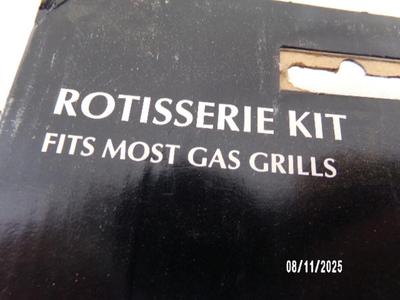 ROTISSERIE KIT
FITS MOST GAS GRILLS
08/11/2025